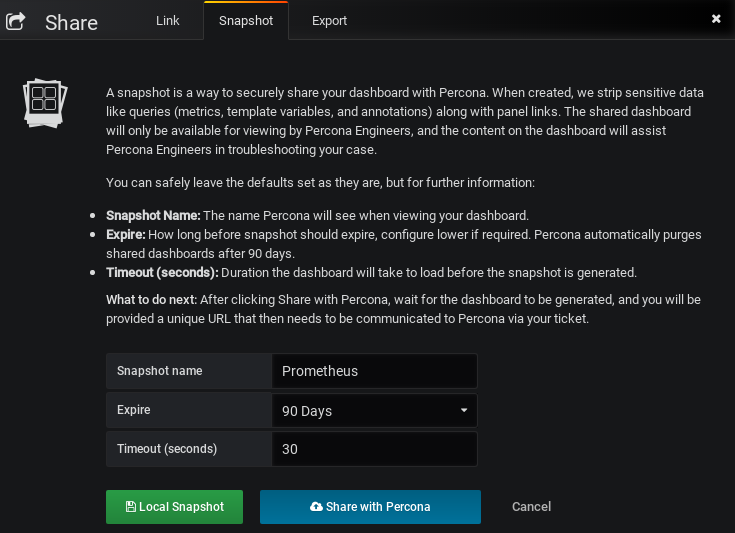 Share
Link
Snapshot
Export
A snapshot is a way to securely share your dashboard with Percona. When created, we strip sensitive data
like queries (metrics, template variables, and annotations) along with panel links. The shared dashboard
will only be available for viewing by Percona Engineers, and the content on the dashboard will assist
Percona Engineers in troubleshooting your case.
You can safely leave the defaults set as they are, but for further information:
Snapshot Name: The name Percona will see when viewing your dashboard.
Expire: How long before snapshot should expire, configure lower if required. Percona automatically purges
shared dashboards after 90 days.
Timeout (seconds): Duration the dashboard will take to load before the snapshot is generated.
What to do next: After clicking Share with Percona, wait for the dashboard to be generated, and you will be
provided a unique URL that then needs to be communicated to Percona via your ticket.
Snapshot name
Prometheus
Expire
90 Days
Timeout (seconds)
30
Local Snapshot
Share with Percona
Cancel